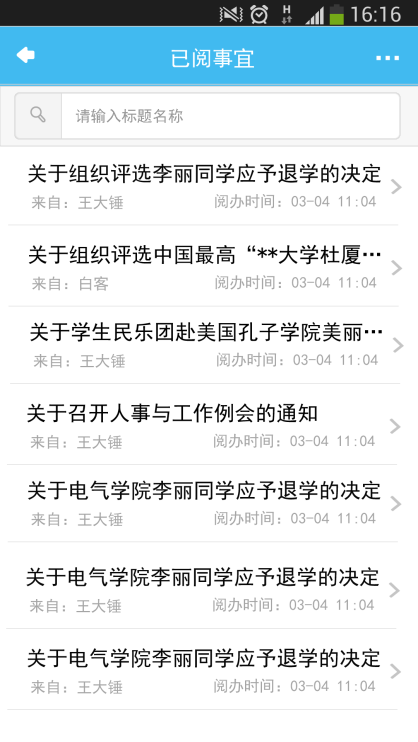 H
16:16
已阅事宜
请输入标题名称
关于组织评选李丽同学应予退学的决定
来自：王大锤 阅办时间：03-04 11:04
关于组织评选中国最高“**大学杜厦…
来自：白客 阅办时间：03-04 11:04
关于学生民乐团赴美国孔子学院美丽…
来自：王大锤 阅办时间：03-04 11:04
关于召开人事与工作例会的通知
来自：王大锤 阅办时间：03-04 11:04
关于电气学院李丽同学应予退学的决定
来自：王大锤 阅办时间：03-04 11:04
关于电气学院李丽同学应予退学的决定
来自：王大锤 阅办时间：03-04 11:04
关于电气学院李丽同学应予退学的决定
来自：王大锤 阅办时间：03-04 11:04